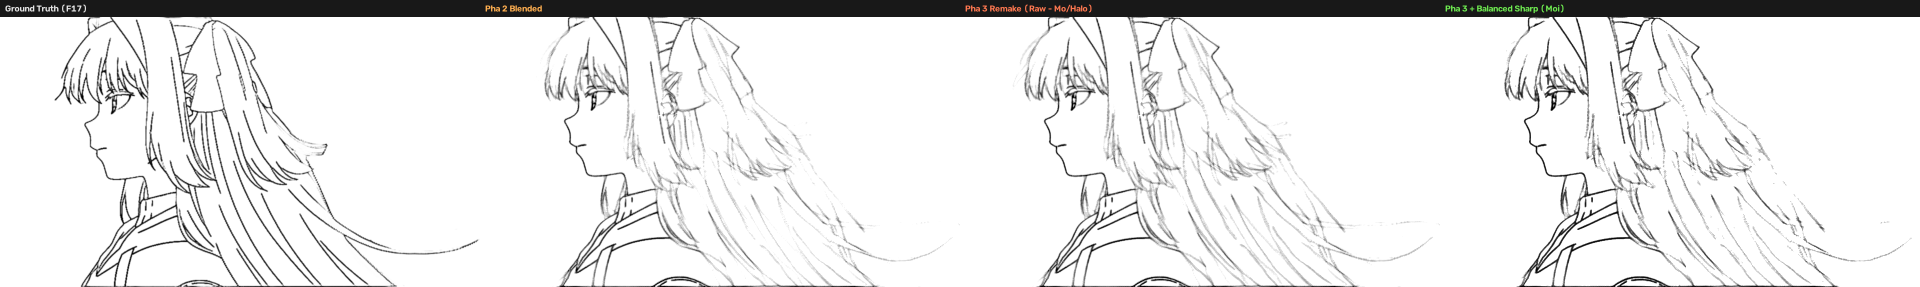 Ground Truth (F17)
Pha 2 Blended
Pha 3 Remake (Raw - Mo/Halo)
Pha 3 + Balanced Sharp (Moi)